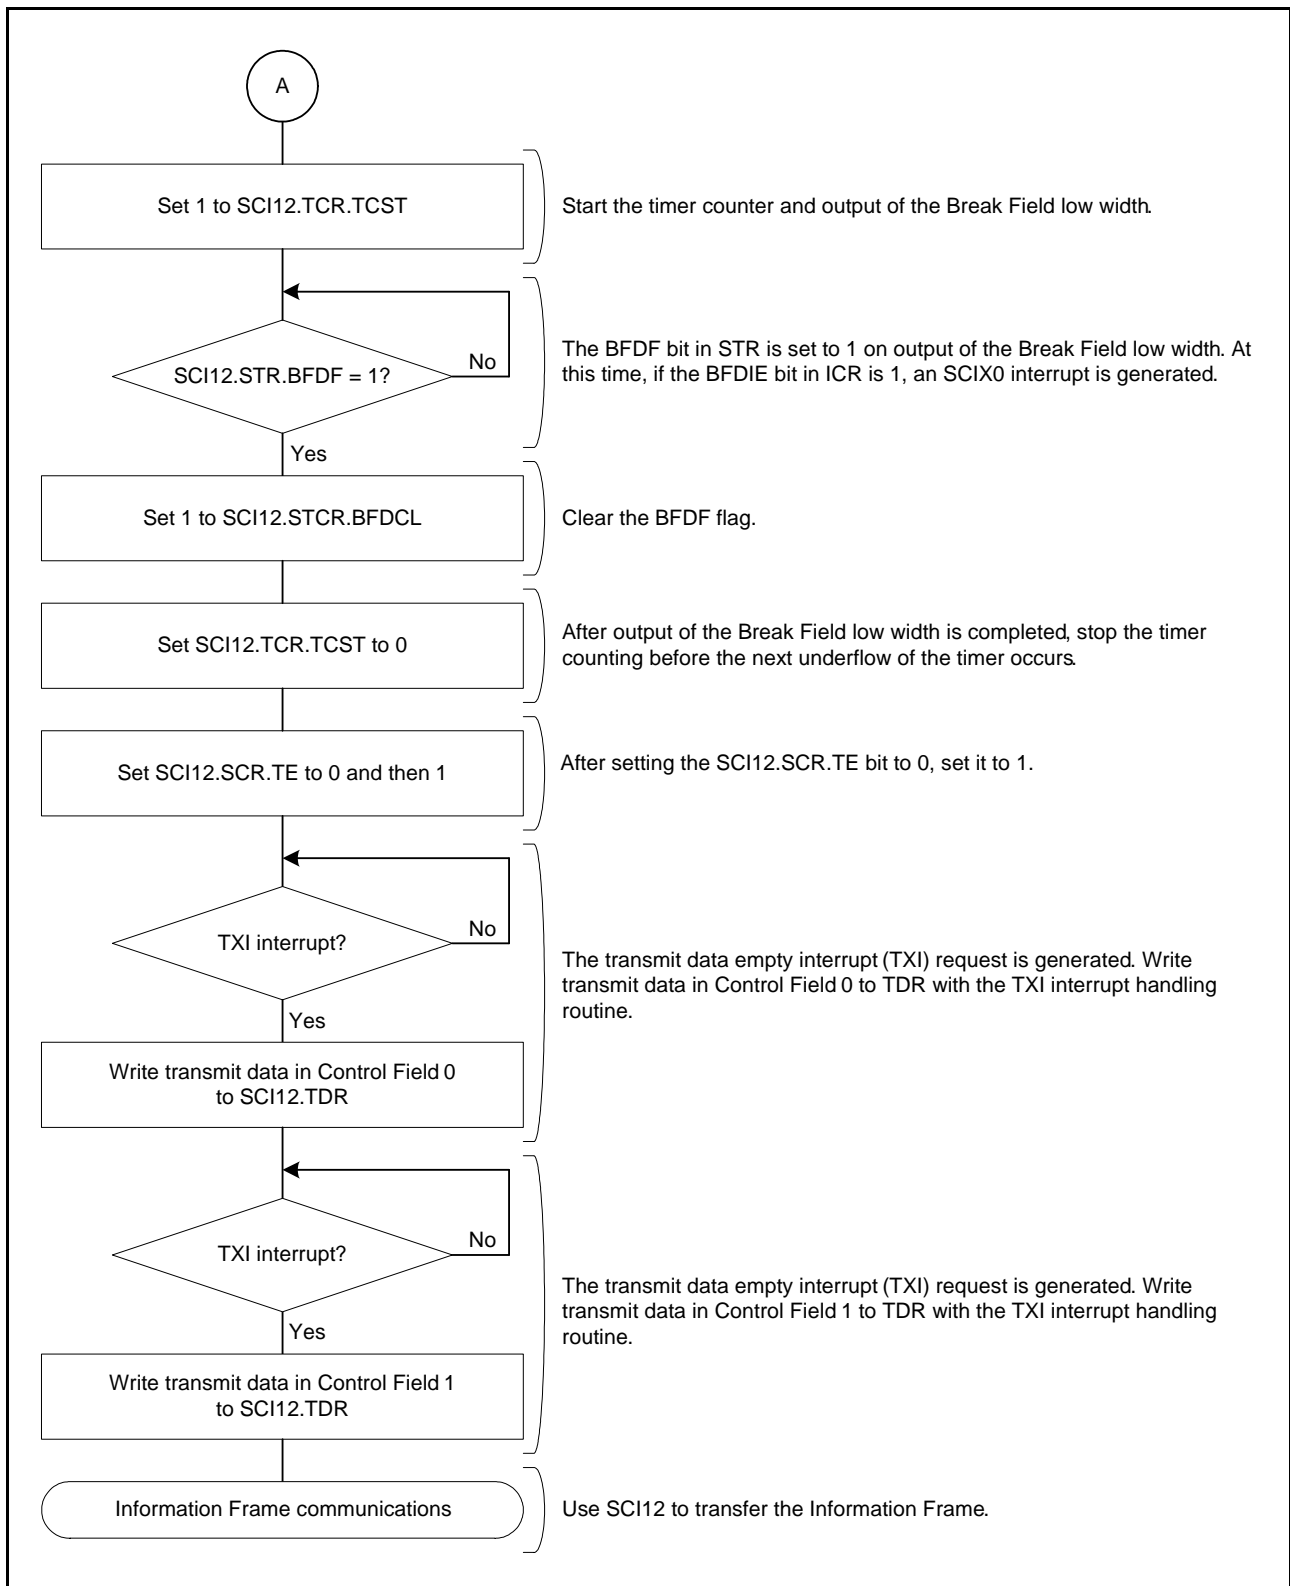 A
Set 1 to SCI12.TCR.TCST
Start the timer counter and output of the Break Field low width.
SCI12.STR.BFDF = 1?
No
The BFDF bit in STR is set to 1 on output of the Break Field low width. At
this time, if the BFDIE bit in ICR is 1, an SCIX0 interrupt is generated.
Yes
Set 1 to SCI12.STCR.BFDCL
Clear the BFDF flag.
Set SCI12.TCR.TCST to 0
After output of the Break Field low width is completed, stop the timer
counting before the next underflow of the timer occurs.
Set SCI12.SCR.TE to 0 and then 1
After setting the SCI12.SCR.TE bit to 0, set it to 1.
TXI interrupt?
No
The transmit data empty interrupt (TXI) request is generated. Write
transmit data in Control Field 0 to TDR with the TXI interrupt handling
routine.
Yes
Write transmit data in Control Field 0
to SCI12.TDR
TXI interrupt?
No
The transmit data empty interrupt (TXI) request is generated. Write
transmit data in Control Field 1 to TDR with the TXI interrupt handling
routine.
Yes
Write transmit data in Control Field 1
to SCI12.TDR
Information Frame communications
Use SCI12 to transfer the Information Frame.